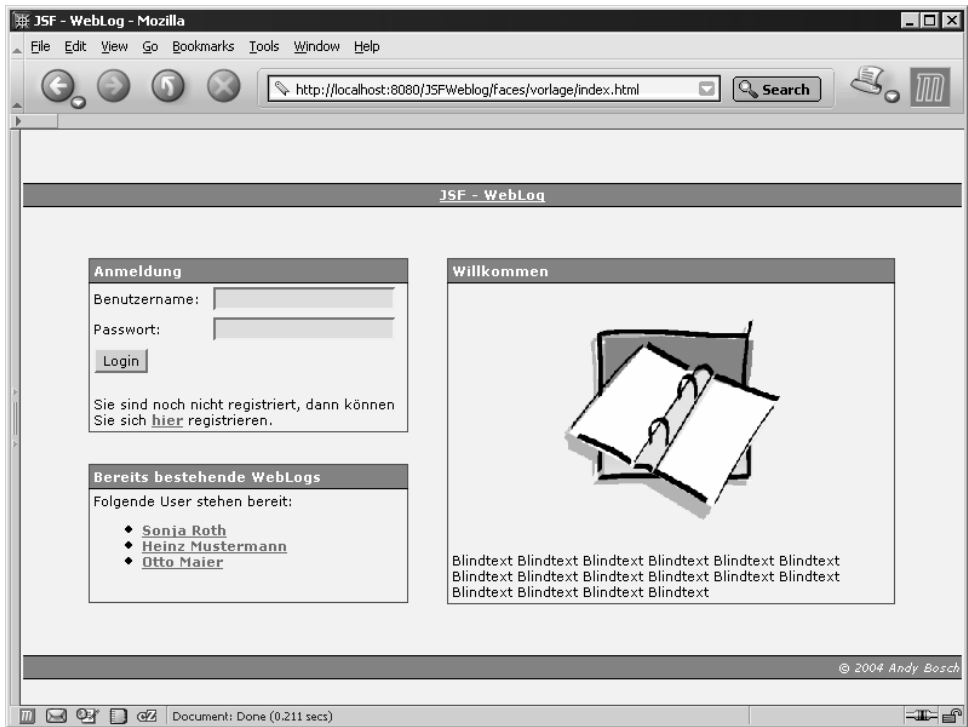 JSF - WebLog - Mozilla
File Edit View Go Bookmarks Tools Window Help
http://localhost:8080/JSFWeblog/faces/vorlage/index.html
Search
JSF - WebLog
Anmeldung
Benutzername:
Passwort:
Login
Sie sind noch nicht registriert, dann können
Sie sich hier registrieren.
Bereits bestehende WebLogs
Folgende User stehen bereit:
Sonja Roth
Heinz Mustermann
Otto Maier
Willkommen
Blindtext Blindtext Blindtext Blindtext Blindtext Blindtext
Blindtext Blindtext Blindtext Blindtext Blindtext Blindtext
Blindtext Blindtext Blindtext Blindtext
© 2004 Andy Bosch
Document: Done (0.211 secs)